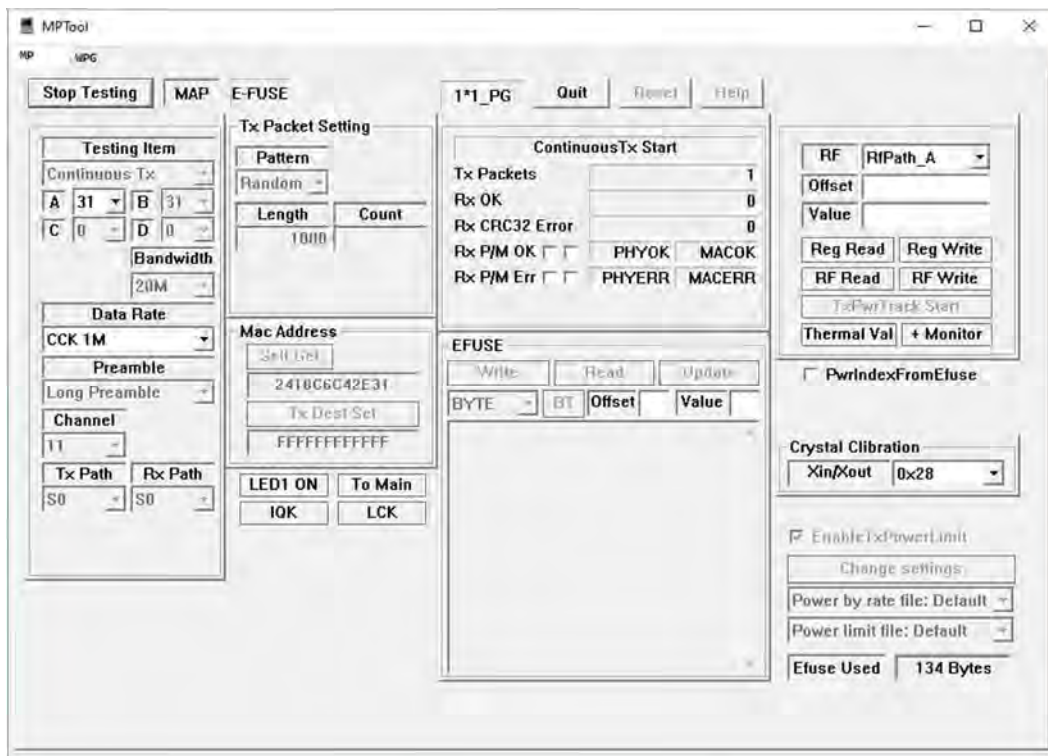 MPTool
MP WPG
Stop Testing MAP E-FUSE 1*1_PG Quit Reset Help
Testing Item
Continuous Tx
A 31 B 31
C 0 D 0
Bandwidth
20M
Data Rate
CCK 1M
Preamble
Long Preamble
Channel
11
Tx Path Rx Path
S0 S0
Tx Packet Setting
Pattern
Random
Length Count
1000
Mac Address
Self Get
2418C6C42E31
Tx Dest Set
FFFFFFFFFFFF
LED1 ON To Main
IQK LCK
ContinuousTx Start
Tx Packets 1
Rx OK 0
Rx CRC32 Error 0
Rx P/M OK PHYOK MACOK
Rx P/M Err PHYERR MACERR
EFUSE
Write Read Update
BYTE BT Offset Value
RF RfPath_A
Offset
Value
Reg Read Reg Write
RF Read RF Write
TxPwrTrack Start
Thermal Val + Monitor
PwrIndexFromEfuse
Crystal Clibration
Xin/Xout 0x28
EnableTxPowerLimit
Change settings
Power by rate file: Default
Power limit file: Default
Efuse Used 134 Bytes